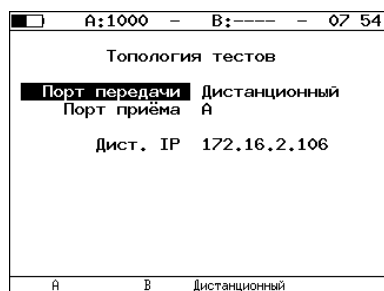 A:1000 – B:---- – 07 54
Топология тестов
Порт передачи Дистанционный
Порт приёма A
Дист. IP 172.16.2.106
A B Дистанционный